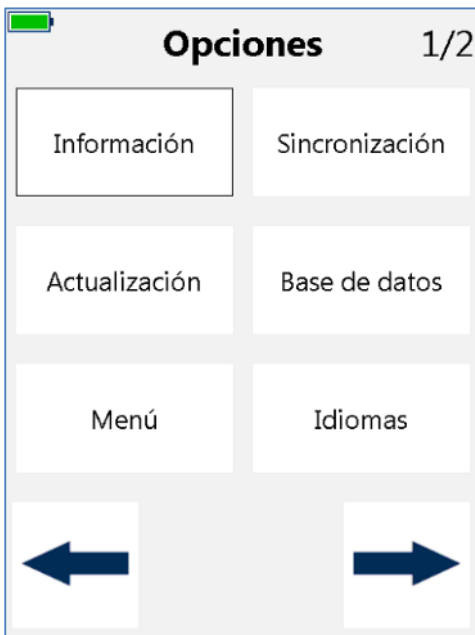 Opciones 1/2
Información Sincronización
Actualización Base de datos
Menú Idiomas